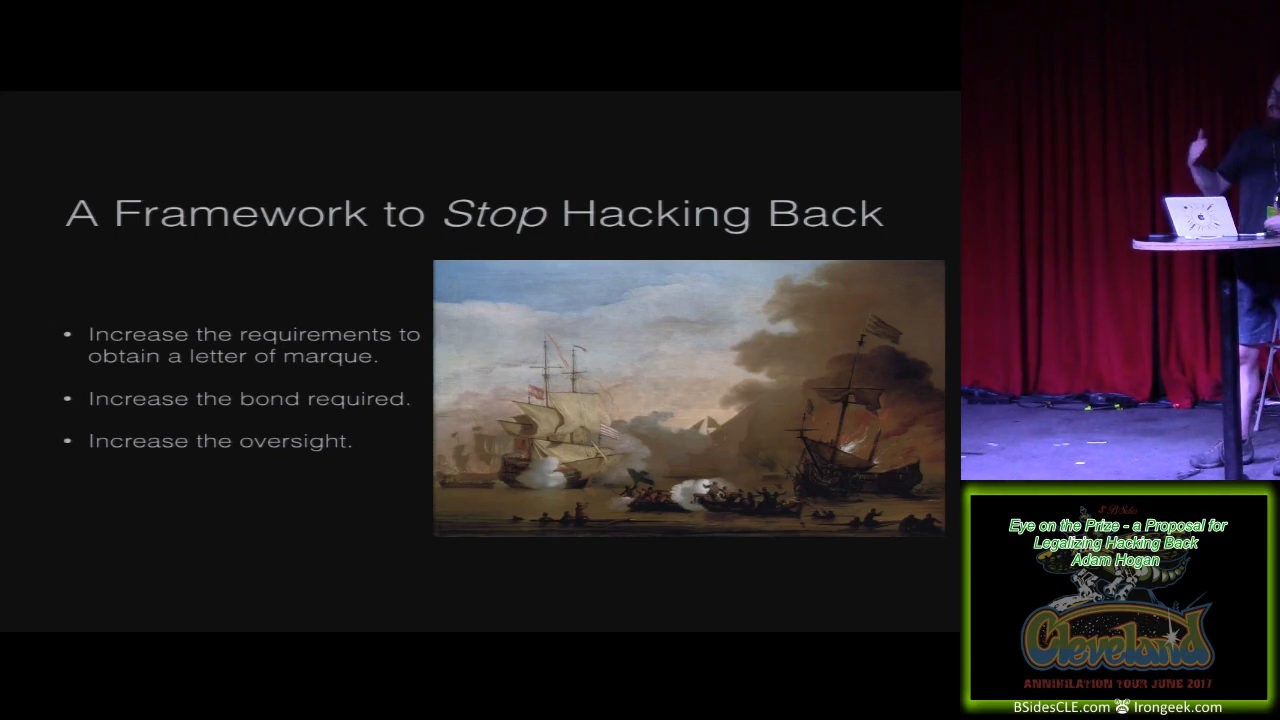 A Framework to Stop Hacking Back
• Increase the requirements to
obtain a letter of marque.
• Increase the bond required.
• Increase the oversight.
Eye on the Prize - a Proposal for
Legalizing Hacking Back
Adam Hogan
Cleveland
ANNIHILATION TOUR JUNE 2017
BSidesCLE.com Irongeek.com